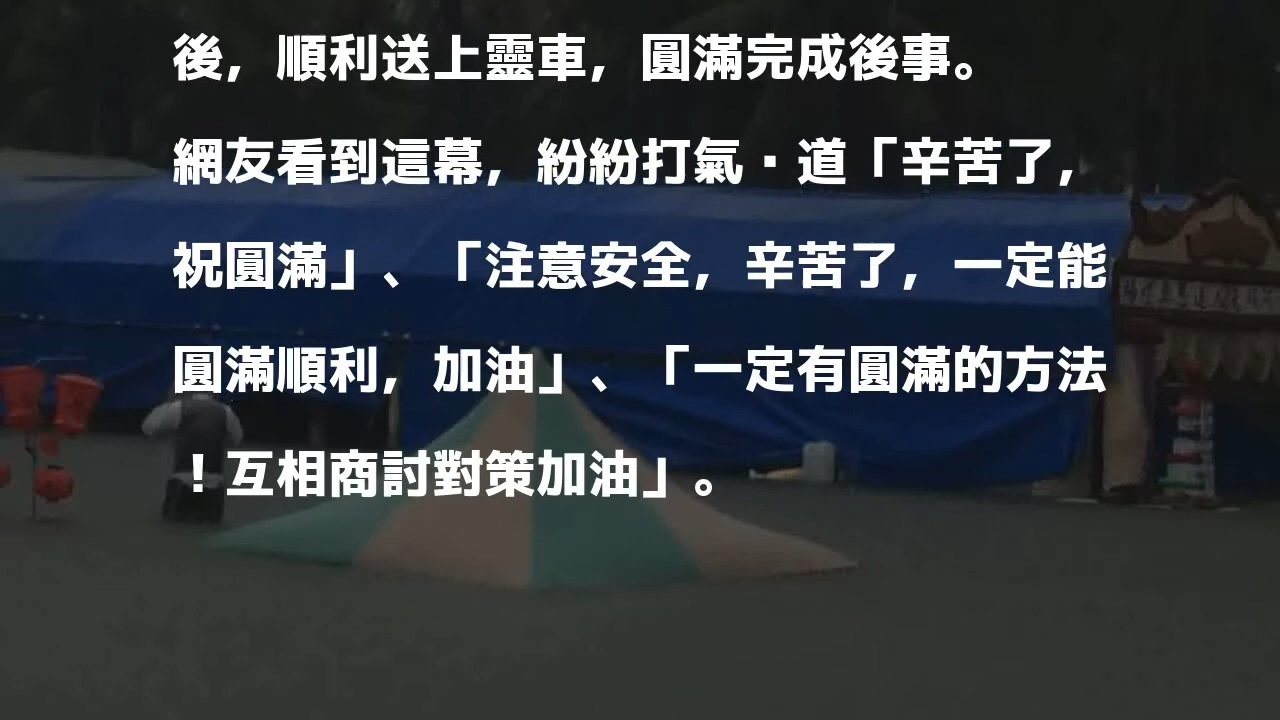 後，順利送上靈車，圓滿完成後事。
網友看到這幕，紛紛打氣▪道「辛苦了，
祝圓滿」、「注意安全，辛苦了，一定能
圓滿順利，加油」、「一定有圓滿的方法
！互相商討對策加油」。